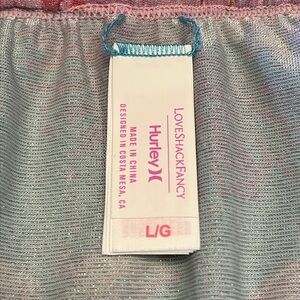 LOVESHACKFANCY
Hurley
MADE IN CHINA
DESIGNED IN COSTA MESA, CA
L/G